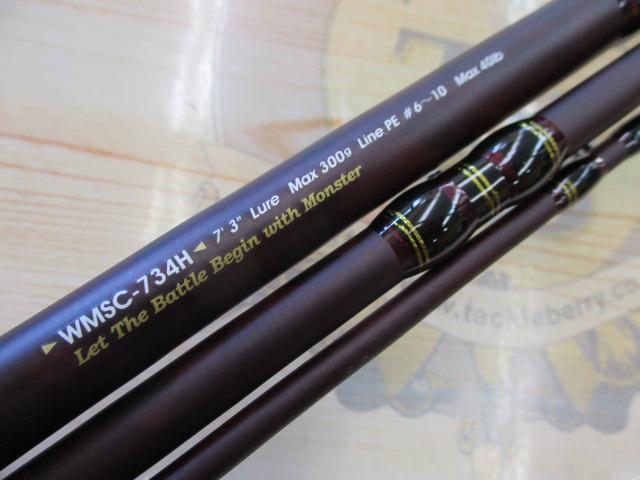 ▶WMSC-734H◀ 7' 3" Lure Max 300g Line PE #6～10 Max 40lb
Let The Battle Begin with Monster
www.tackleberry.co